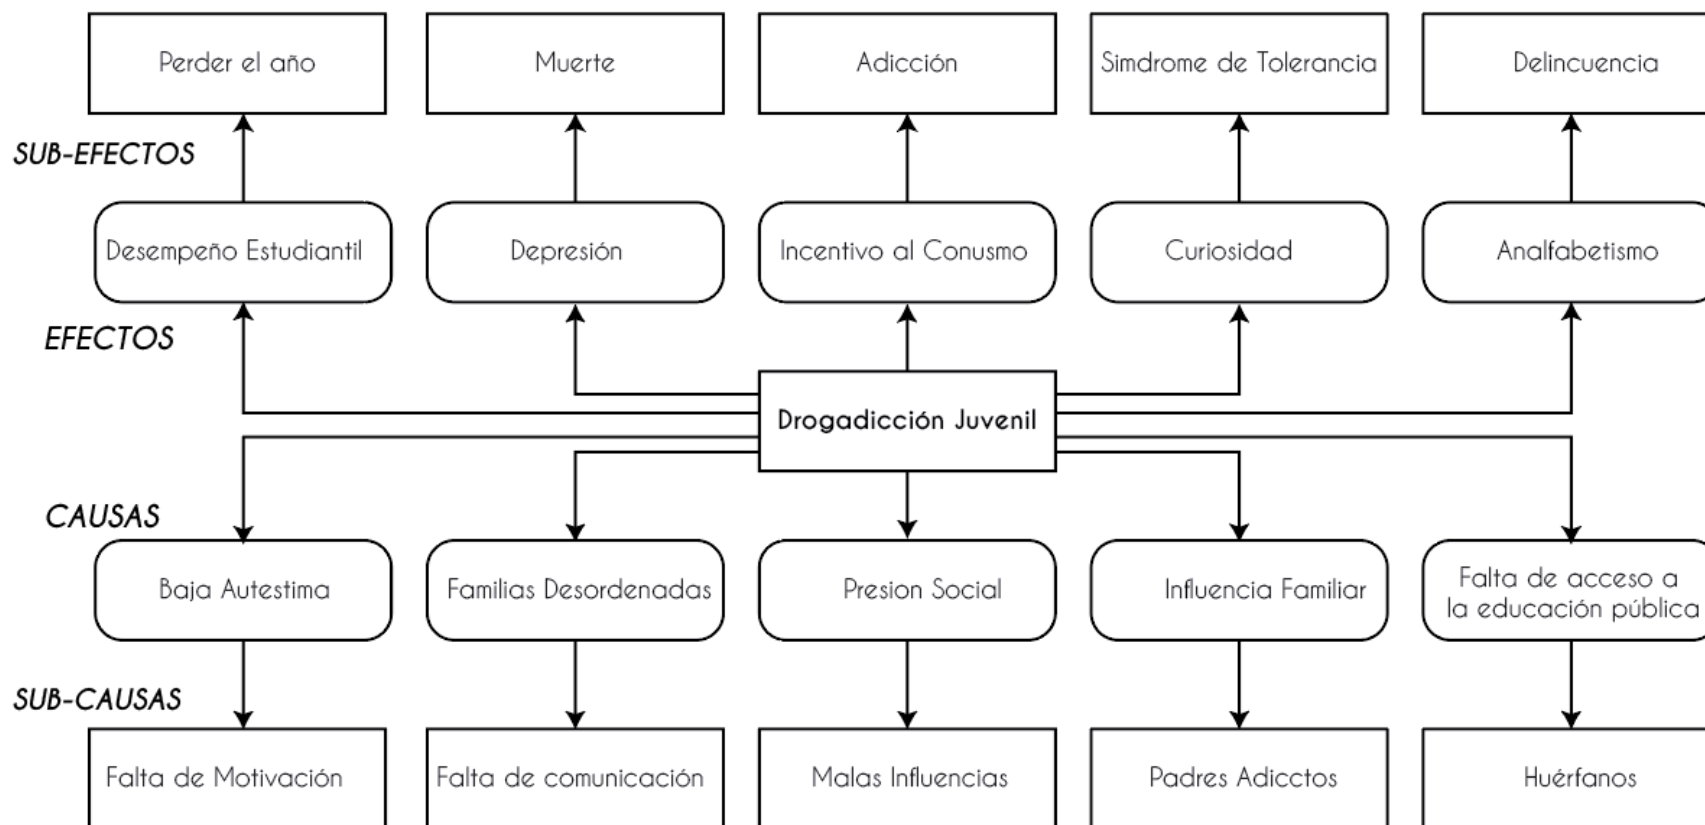 Perder el año
Muerte
Adicción
Simdrome de Tolerancia
Delincuencia
SUB-EFECTOS
Desempeño Estudiantil
Depresión
Incentivo al Conusmo
Curiosidad
Analfabetismo
EFECTOS
Drogadicción Juvenil
CAUSAS
Baja Autestima
Familias Desordenadas
Presion Social
Influencia Familiar
Falta de acceso a
la educación pública
SUB-CAUSAS
Falta de Motivación
Falta de comunicación
Malas Influencias
Padres Adicctos
Huérfanos